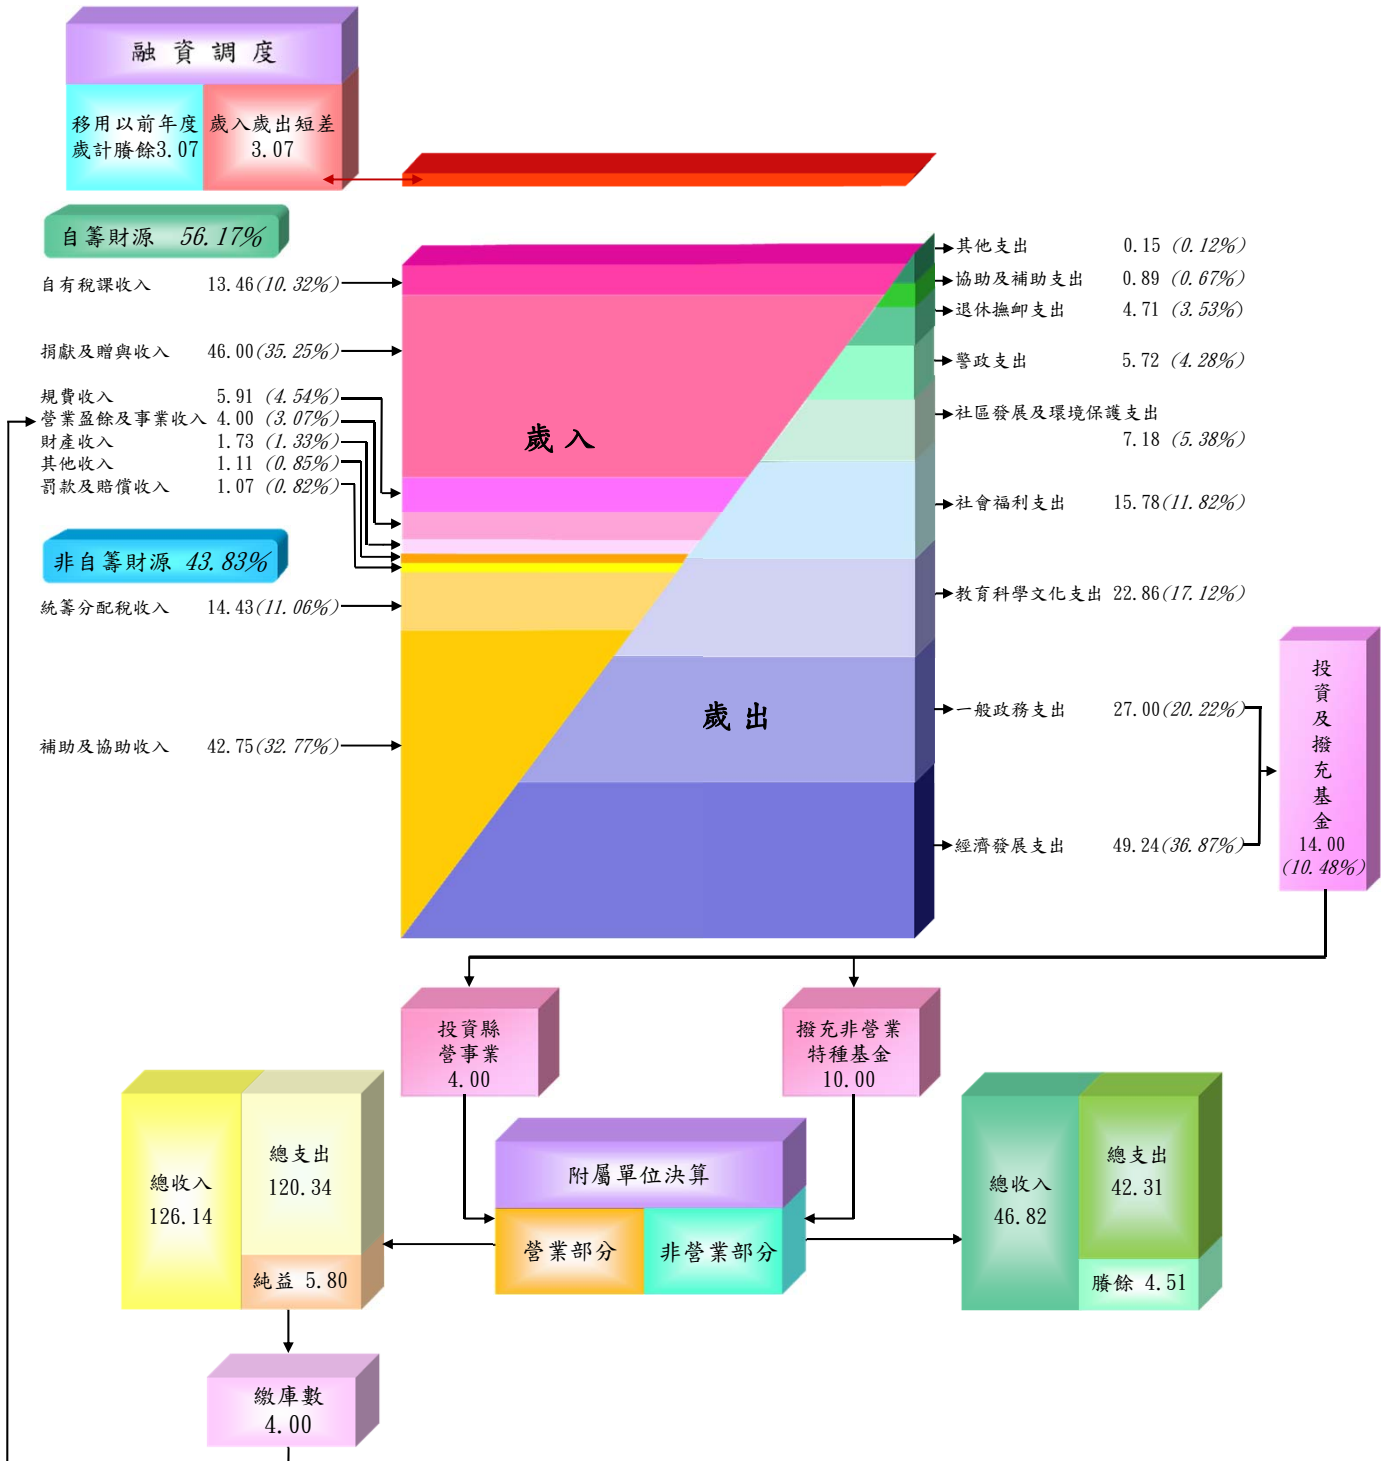 融資調度
移用以前年度
歲計賸餘3.07
歲入歲出短差
3.07
自籌財源 56.17%
自有稅課收入 13.46(10.32%)
捐獻及贈與收入 46.00(35.25%)
規費收入 5.91 (4.54%)
營業盈餘及事業收入 4.00 (3.07%)
財產收入 1.73 (1.33%)
其他收入 1.11 (0.85%)
罰款及賠償收入 1.07 (0.82%)
非自籌財源 43.83%
統籌分配稅收入 14.43(11.06%)
補助及協助收入 42.75(32.77%)
歲入
歲出
其他支出 0.15 (0.12%)
協助及補助支出 0.89 (0.67%)
退休撫卹支出 4.71 (3.53%)
警政支出 5.72 (4.28%)
社區發展及環境保護支出
7.18 (5.38%)
社會福利支出 15.78(11.82%)
教育科學文化支出 22.86(17.12%)
一般政務支出 27.00(20.22%)
經濟發展支出 49.24(36.87%)
投資及撥充基金
14.00
(10.48%)
投資縣
營事業
4.00
撥充非營業
特種基金
10.00
附屬單位決算
營業部分
非營業部分
總收入
126.14
總支出
120.34
純益 5.80
總收入
46.82
總支出
42.31
賸餘 4.51
繳庫數
4.00